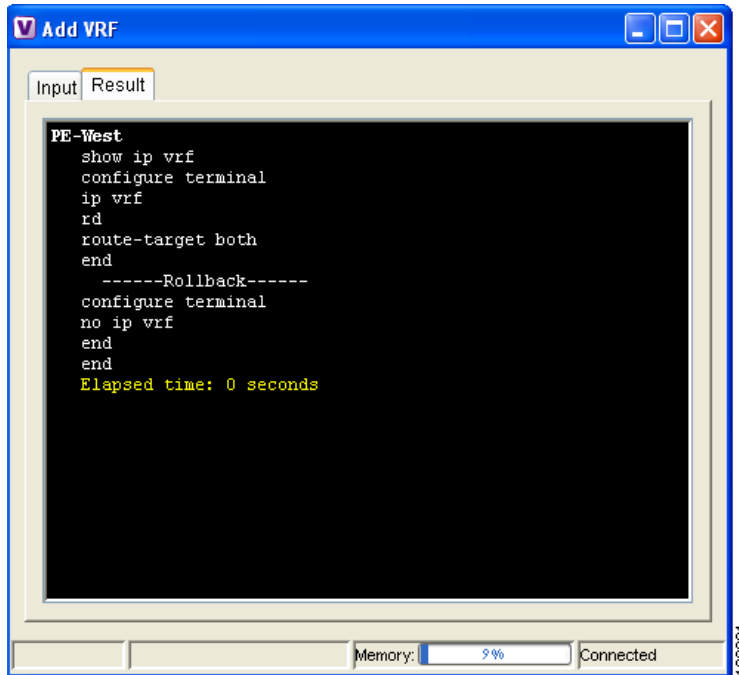 V Add VRF
Input Result
PE-West
show ip vrf
configure terminal
ip vrf
rd
route-target both
end
------Rollback------
configure terminal
no ip vrf
end
end
Elapsed time: 0 seconds
Memory: 9% Connected